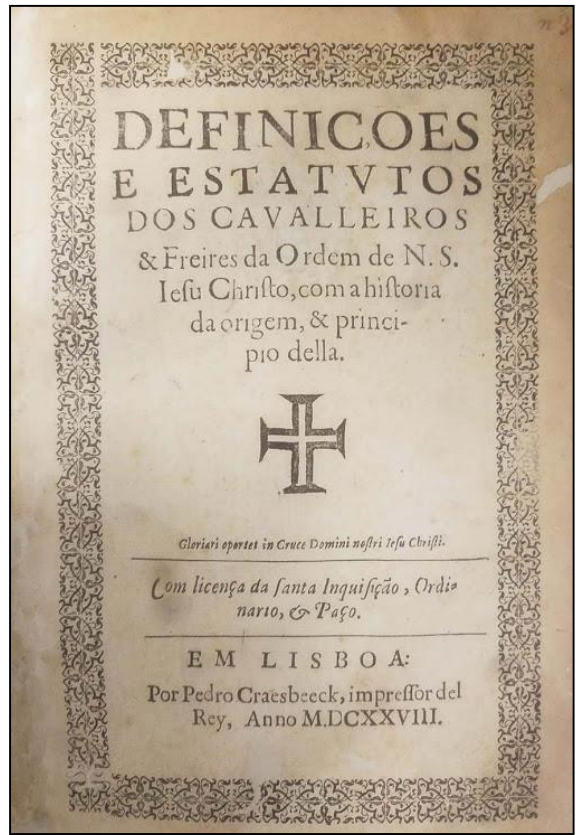 n 3
DEFINICOES
E ESTATVTOS
DOS CAVALLEIROS
& Freires da Ordem de N. S.
Iesu Christo, com a historia
da origem, & princi-
pio della.
Gloriari oportet in Cruce Domini nostri Iesu Christi.
Com licença da santa Inquisição, Ordi-
nario, & Paço.
EM LISBOA:
Por Pedro Craesbeeck, impressor del
Rey, Anno M.DCXXVIII.